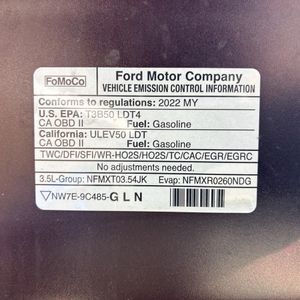 FoMoCo
Ford Motor Company
VEHICLE EMISSION CONTROL INFORMATION
Conforms to regulations: 2022 MY
U.S. EPA: T3B50 LDT4
CA OBD II Fuel: Gasoline
California: ULEV50 LDT
CA OBD II Fuel: Gasoline
TWC/DFI/SFI/WR-HO2S/HO2S/TC/CAC/EGR/EGRC
No adjustments needed.
3.5L-Group: NFMXT03.54JK Evap: NFMXR0260NDG
NW7E-9C485-GLN